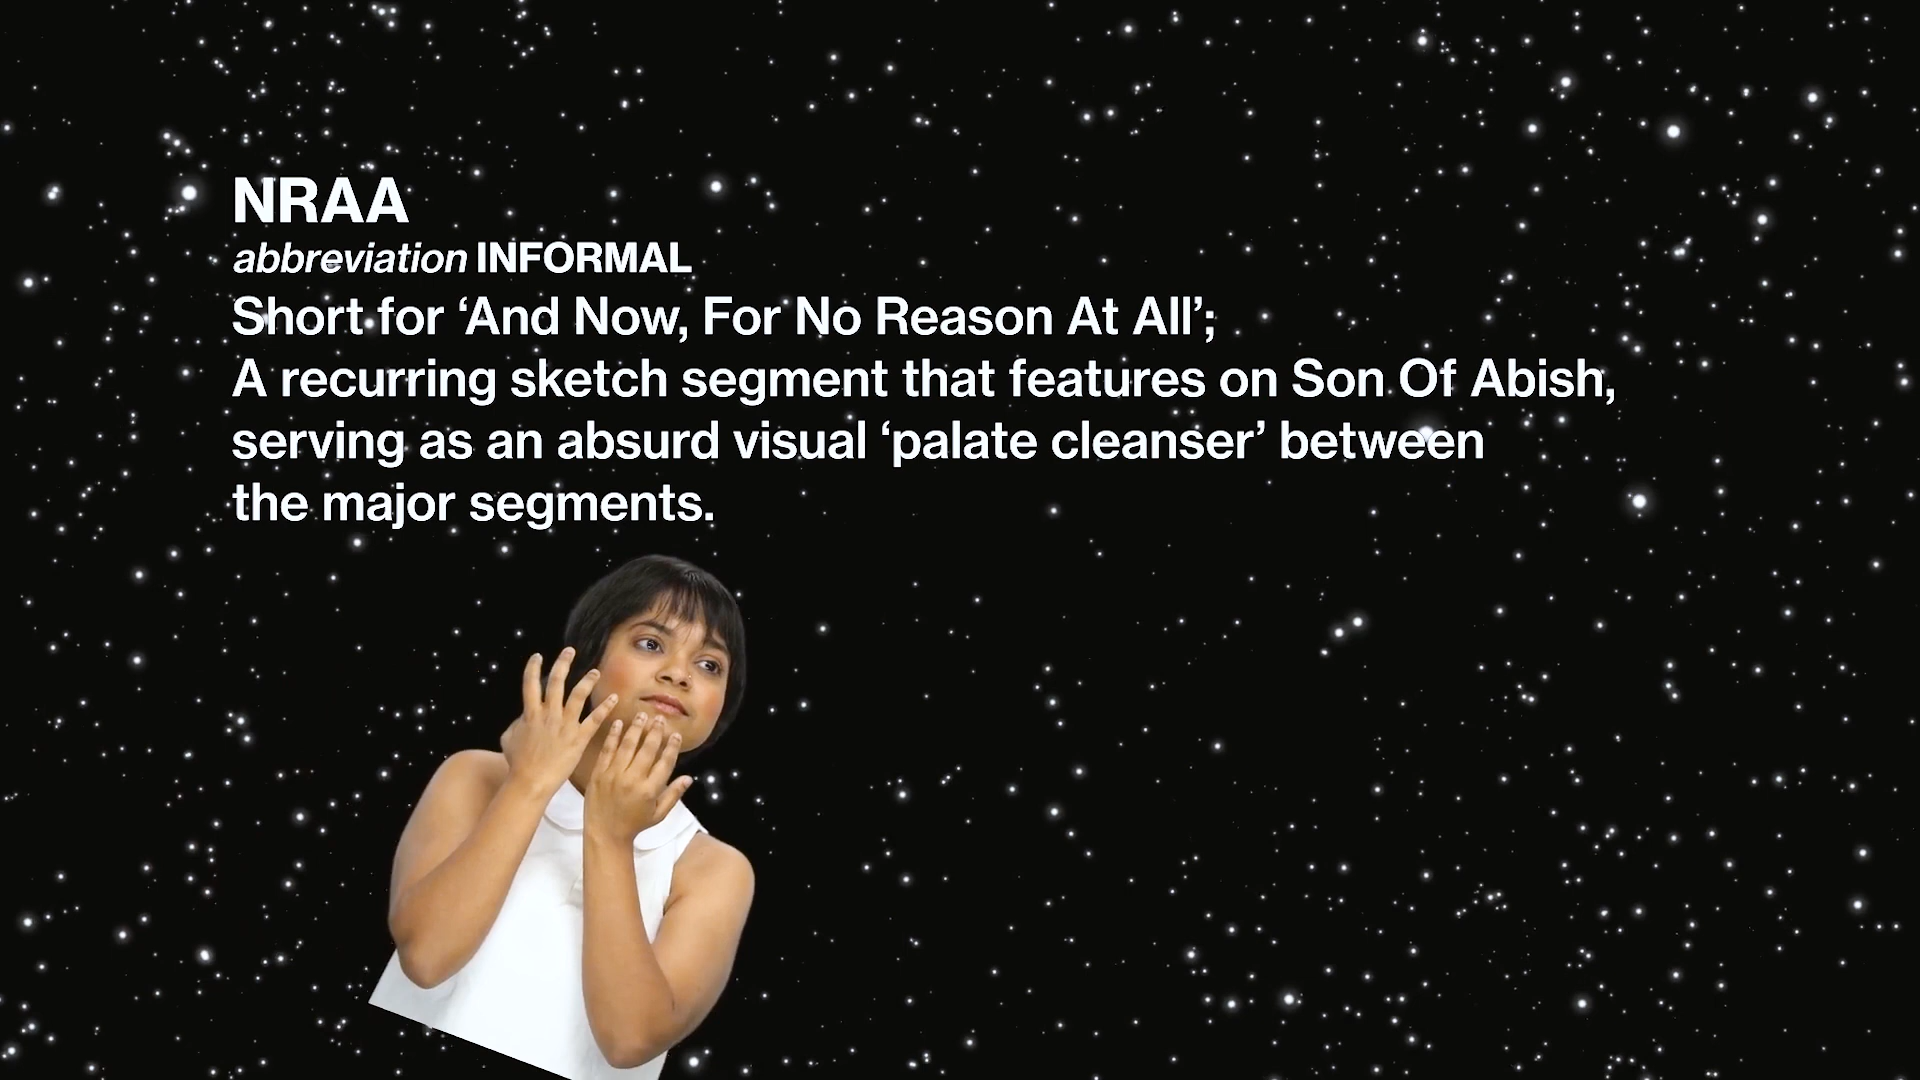 NRAA
abbreviation INFORMAL
Short for ‘And Now, For No Reason At All’;
A recurring sketch segment that features on Son Of Abish,
serving as an absurd visual ‘palate cleanser’ between
the major segments.